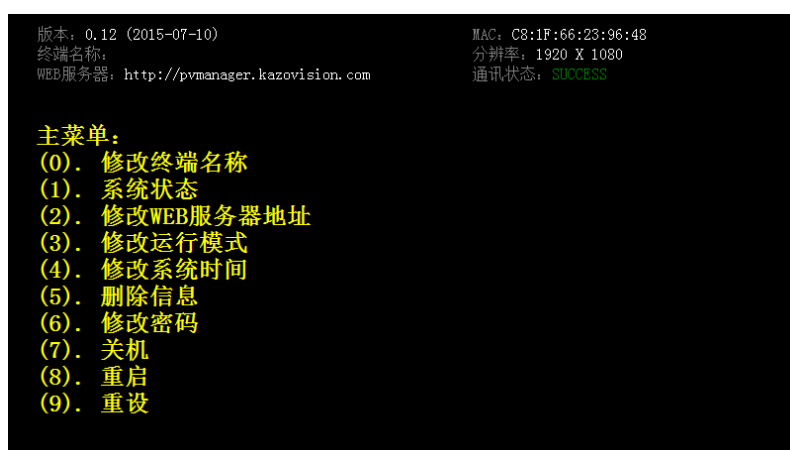 版本: 0.12 (2015-07-10)
MAC: C8:1F:66:23:96:48
终端名称:
分辨率: 1920 X 1080
WEB服务器: http://pvmanager.kazovision.com
通讯状态: SUCCESS
主菜单:
(0). 修改终端名称
(1). 系统状态
(2). 修改WEB服务器地址
(3). 修改运行模式
(4). 修改系统时间
(5). 删除信息
(6). 修改密码
(7). 关机
(8). 重启
(9). 重设